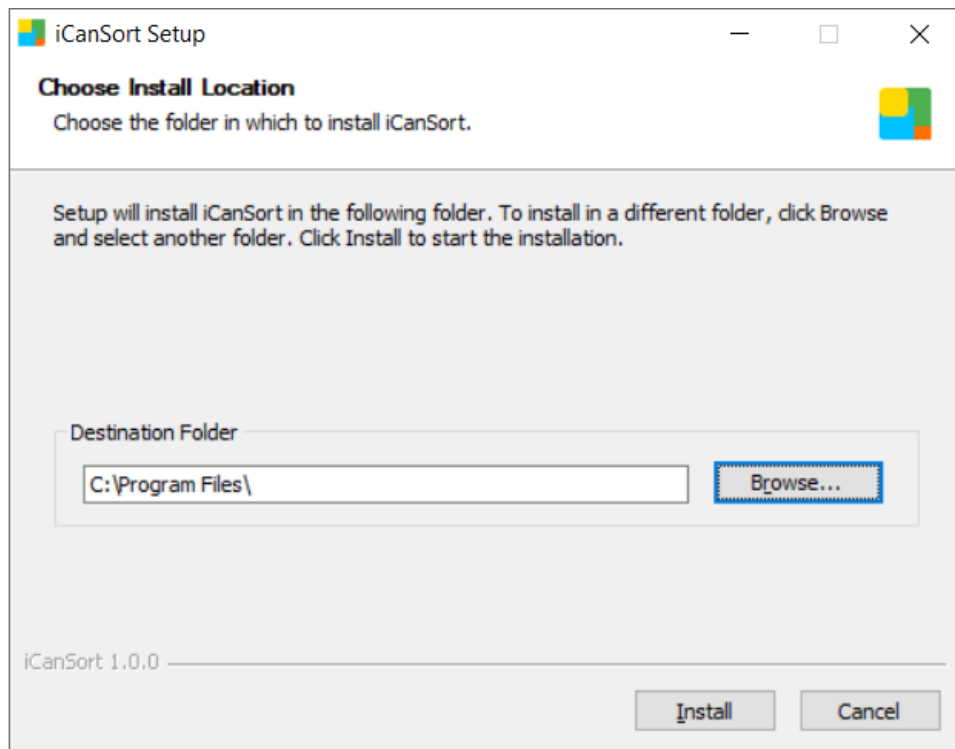 iCanSort Setup
Choose Install Location
Choose the folder in which to install iCanSort.
Setup will install iCanSort in the following folder. To install in a different folder, click Browse
and select another folder. Click Install to start the installation.
Destination Folder
C:\Program Files\
Browse...
iCanSort 1.0.0
Install
Cancel